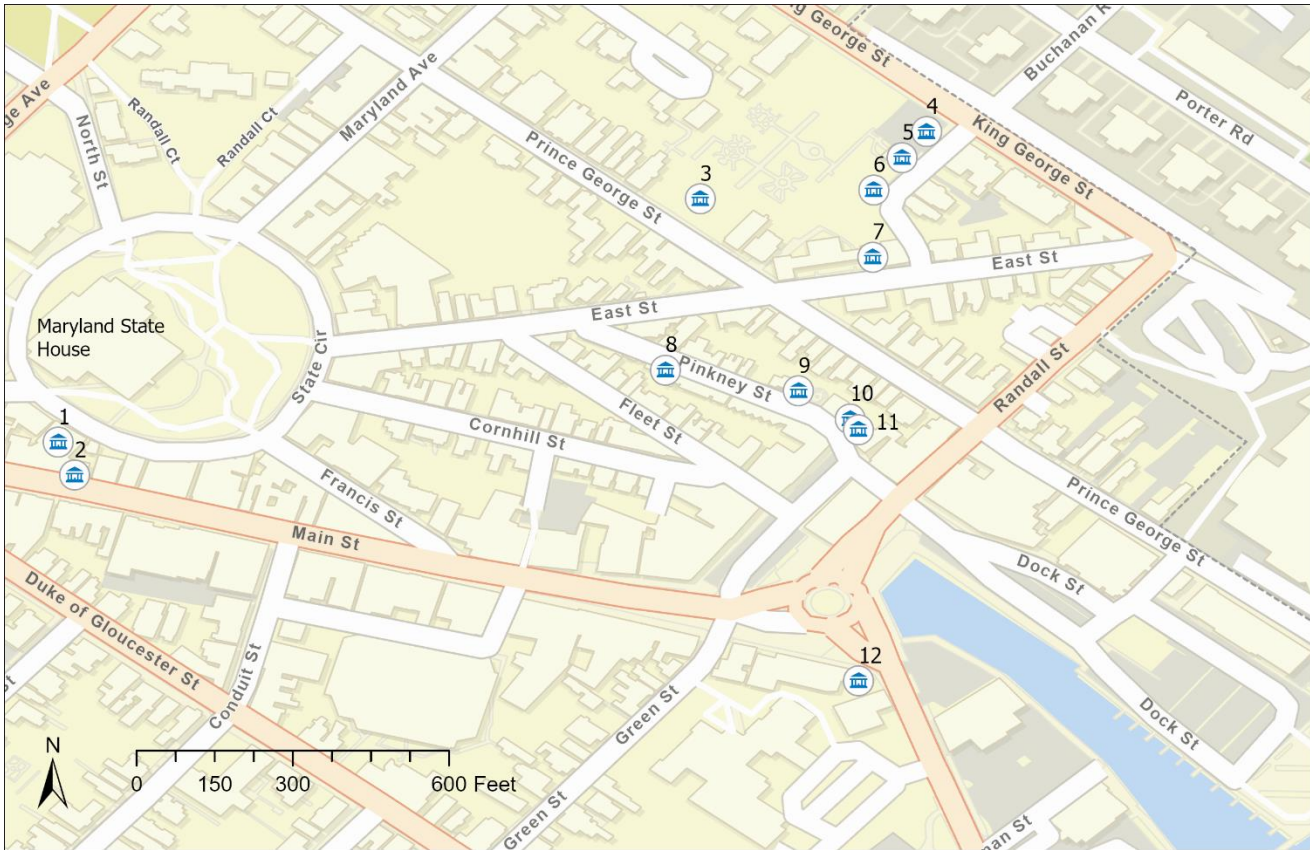 King George St
Buchanan R
Porter Rd
ge Ave
Randall Ct
Randall Ct
Maryland Ave
North St
Prince George St
King George St
4
5
6
3
7
East St
East St
Maryland State
House
State Cir
8
Pinkney St
9
10
11
Randall St
1
2
Fleet St
Cornhill St
Francis St
Main St
Prince George St
Dock St
Duke of Gloucester St
Conduit St
Green St
12
Dock St
St
N
0 150 300 600 Feet
Green St
man St